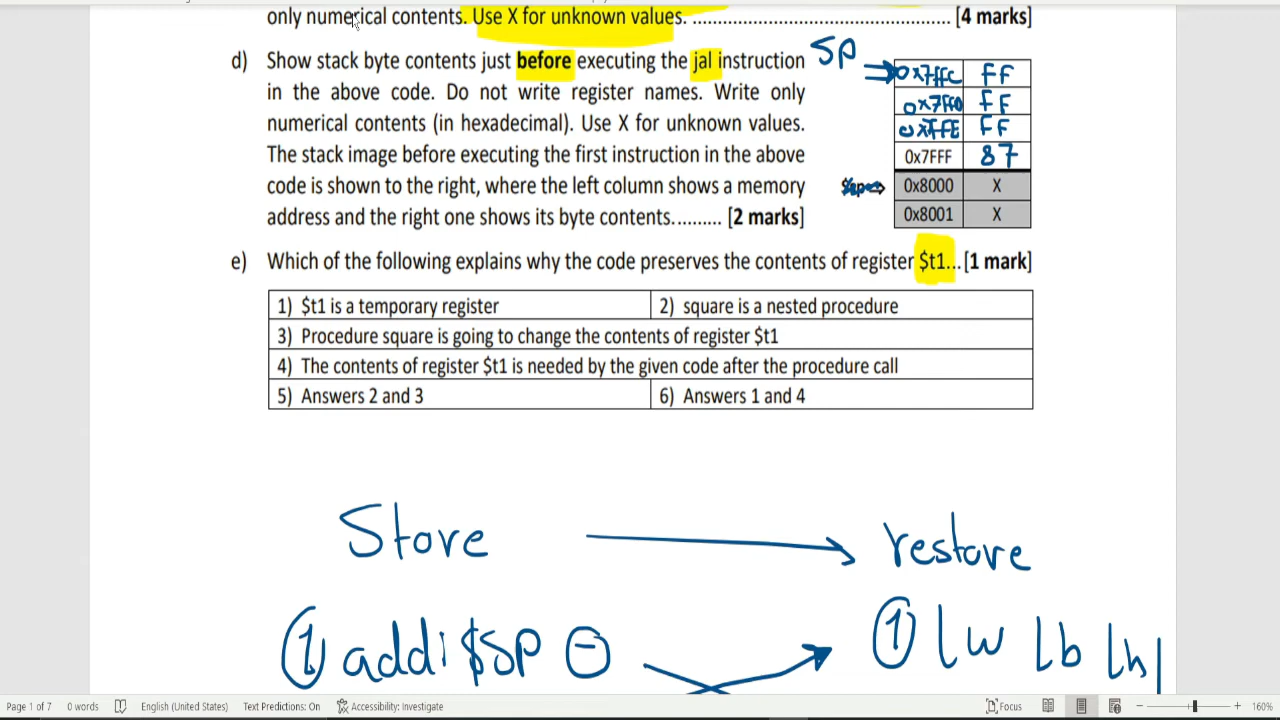 only numerical contents. Use X for unknown values. ........................................................ [4 marks]
d) Show stack byte contents just before executing the jal instruction
in the above code. Do not write register names. Write only
numerical contents (in hexadecimal). Use X for unknown values.
The stack image before executing the first instruction in the above
code is shown to the right, where the left column shows a memory
address and the right one shows its byte contents.......... [2 marks]
SP
0x7ffC FF
0x7FFD FF
0x7FFE FF
0x7FFF 87
0x8000 X
0x8001 X
e) Which of the following explains why the code preserves the contents of register $t1... [1 mark]
1) $t1 is a temporary register 2) square is a nested procedure
3) Procedure square is going to change the contents of register $t1
4) The contents of register $t1 is needed by the given code after the procedure call
5) Answers 2 and 3 6) Answers 1 and 4
Store restore
1 addi $SP - 1 lw lb lh
Page 1 of 7 0 words English (United States) Text Predictions: On Accessibility: Investigate Focus 160%